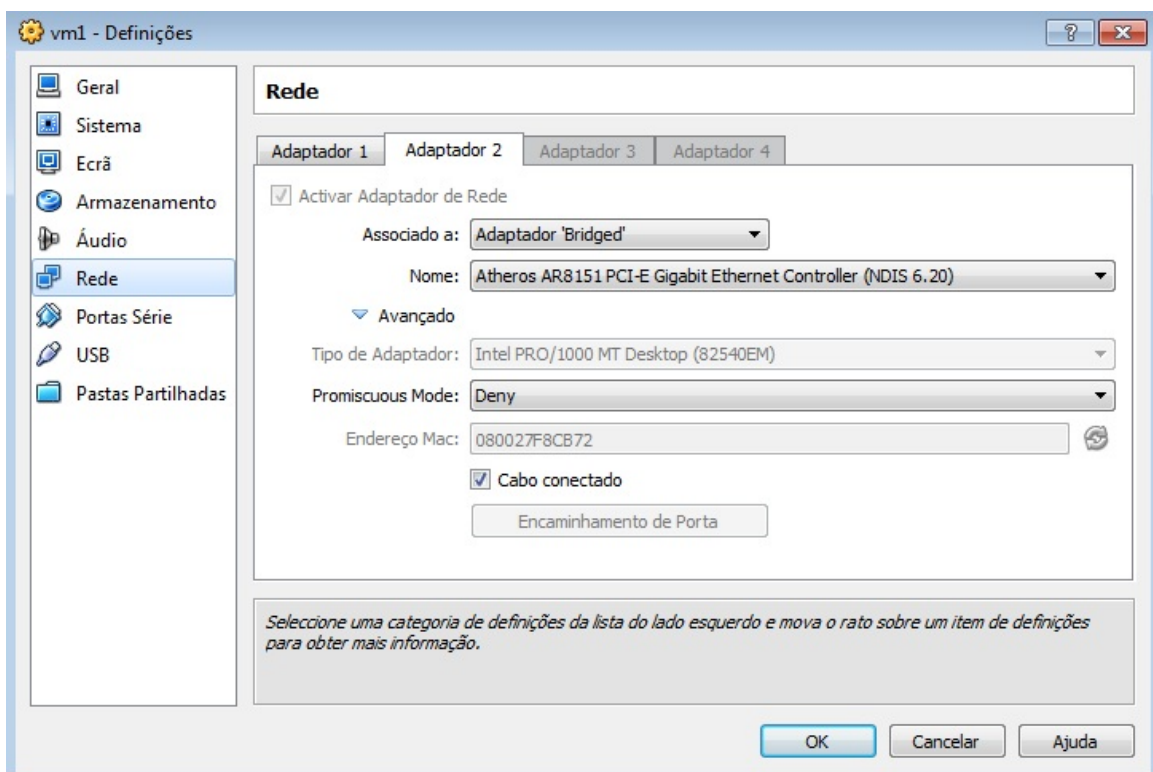 vm1 - Definições
Geral
Sistema
Ecrã
Armazenamento
Áudio
Rede
Portas Série
USB
Pastas Partilhadas
Rede
Adaptador 1 Adaptador 2 Adaptador 3 Adaptador 4
Activar Adaptador de Rede
Associado a: Adaptador 'Bridged'
Nome: Atheros AR8151 PCI-E Gigabit Ethernet Controller (NDIS 6.20)
Avançado
Tipo de Adaptador: Intel PRO/1000 MT Desktop (82540EM)
Promiscuous Mode: Deny
Endereço Mac: 080027F8CB72
Cabo conectado
Encaminhamento de Porta
Seleccione uma categoria de definições da lista do lado esquerdo e mova o rato sobre um item de definições
para obter mais informação.
OK Cancelar Ajuda